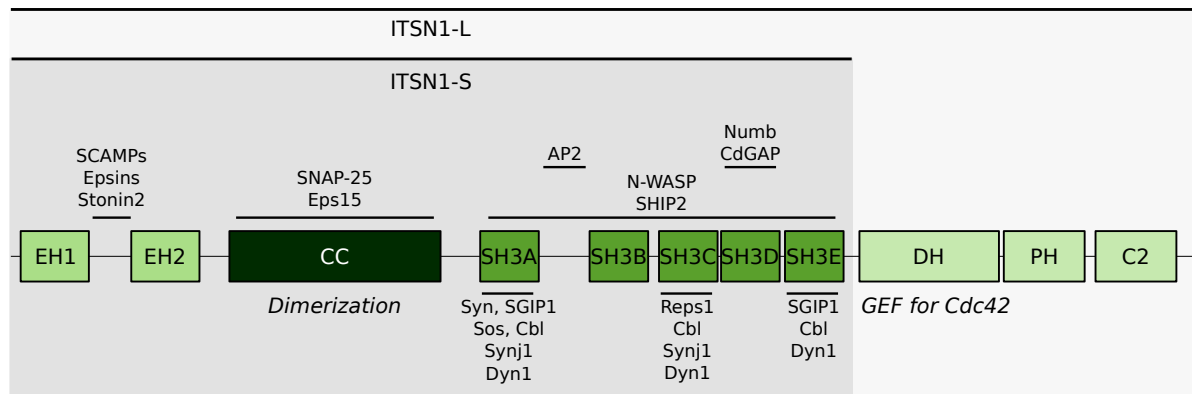 ITSN1-L
ITSN1-S
SCAMPs
Epsins
Stonin2
SNAP-25
Eps15
AP2
N-WASP
SHIP2
Numb
CdGAP
EH1
EH2
CC
SH3A
SH3B
SH3C
SH3D
SH3E
DH
PH
C2
Dimerization
Syn, SGIP1
Sos, Cbl
Synj1
Dyn1
Reps1
Cbl
Synj1
Dyn1
SGIP1
Cbl
Dyn1
GEF for Cdc42